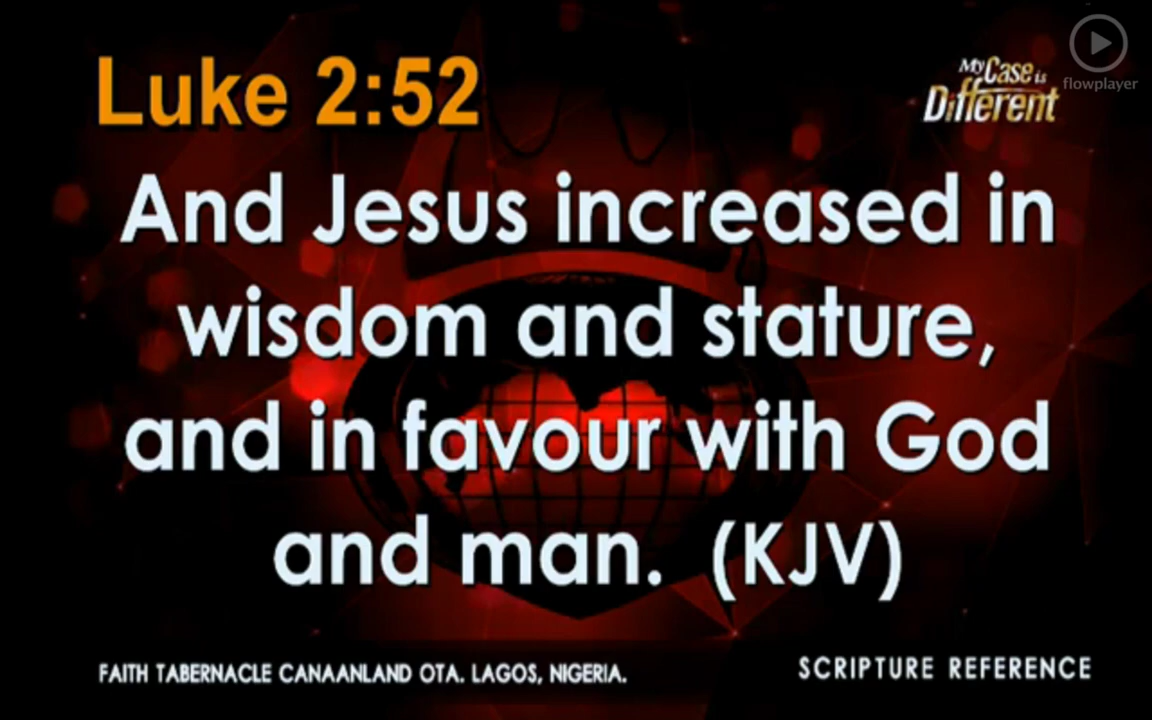 Luke 2:52
My Case is
Different
flowplayer
And Jesus increased in
wisdom and stature,
and in favour with God
and man. (KJV)
FAITH TABERNACLE CANAANLAND OTA. LAGOS, NIGERIA.
SCRIPTURE REFERENCE